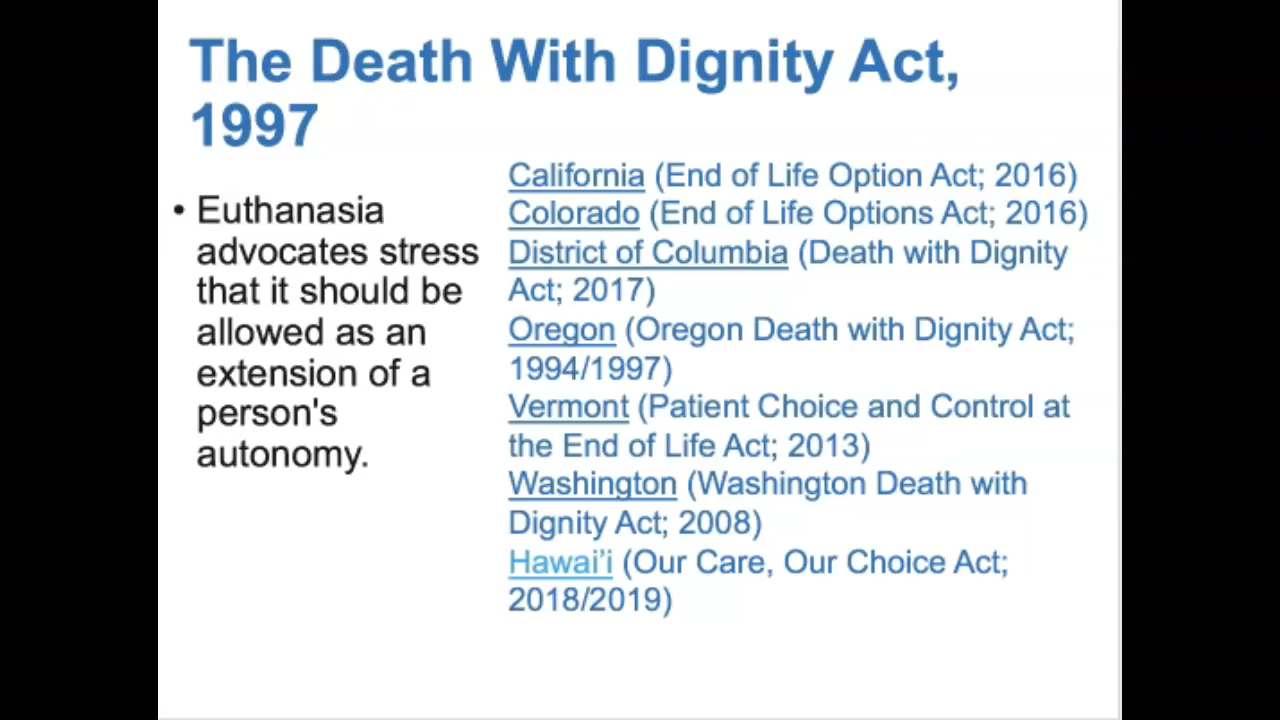 The Death With Dignity Act,
1997
• Euthanasia
advocates stress
that it should be
allowed as an
extension of a
person's
autonomy.
California (End of Life Option Act; 2016)
Colorado (End of Life Options Act; 2016)
District of Columbia (Death with Dignity
Act; 2017)
Oregon (Oregon Death with Dignity Act;
1994/1997)
Vermont (Patient Choice and Control at
the End of Life Act; 2013)
Washington (Washington Death with
Dignity Act; 2008)
Hawai’i (Our Care, Our Choice Act;
2018/2019)